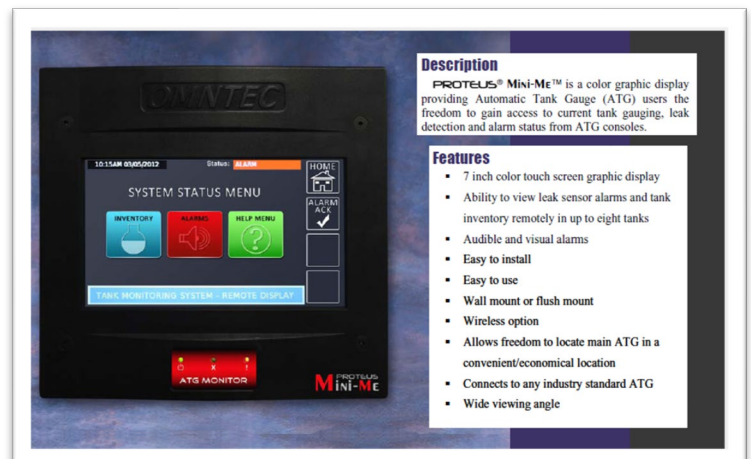 OMNTEC
10:15AM 03/05/2012 Status: ALARM
HOME
SYSTEM STATUS MENU
ALARM
ACK
INVENTORY
ALARMS
HELP MENU
?
TANK MONITORING SYSTEM - REMOTE DISPLAY
X !
ATG MONITOR
PROTEUS
MINI-ME
Description
PROTEUS® MINI-ME™ is a color graphic display
providing Automatic Tank Gauge (ATG) users the
freedom to gain access to current tank gauging, leak
detection and alarm status from ATG consoles.
Features
▪ 7 inch color touch screen graphic display
▪ Ability to view leak sensor alarms and tank
inventory remotely in up to eight tanks
▪ Audible and visual alarms
▪ Easy to install
▪ Easy to use
▪ Wall mount or flush mount
▪ Wireless option
▪ Allows freedom to locate main ATG in a
convenient/economical location
▪ Connects to any industry standard ATG
▪ Wide viewing angle